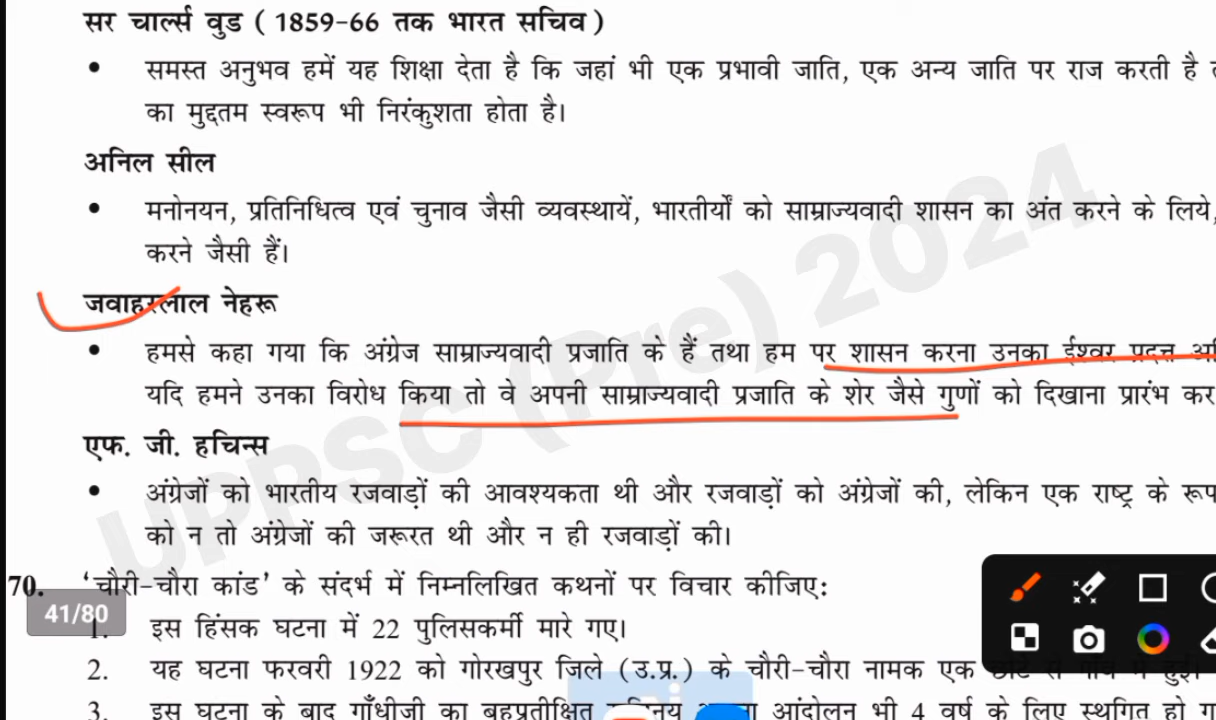 सर चार्ल्स वुड ( 1859-66 तक भारत सचिव )
• समस्त अनुभव हमें यह शिक्षा देता है कि जहां भी एक प्रभावी जाति, एक अन्य जाति पर राज करती है
का मुद्दतम स्वरूप भी निरंकुशता होता है।
अनिल सील
• मनोनयन, प्रतिनिधित्व एवं चुनाव जैसी व्यवस्थायें, भारतीयों को साम्राज्यवादी शासन का अंत करने के लिये,
करने जैसी हैं।
जवाहरलाल नेहरू
• हमसे कहा गया कि अंग्रेज साम्राज्यवादी प्रजाति के हैं तथा हम पर शासन करना उनका ईश्वर प्रदत्त
यदि हमने उनका विरोध किया तो वे अपनी साम्राज्यवादी प्रजाति के शेर जैसे गुणों को दिखाना प्रारंभ कर
एफ. जी. हचिन्स
• अंग्रेजों को भारतीय रजवाड़ों की आवश्यकता थी और रजवाड़ों को अंग्रेजों की, लेकिन एक राष्ट्र के रूप
को न तो अंग्रेजों की जरूरत थी और न ही रजवाड़ों की।
UPPSC (Pre) 2024
70. 'चौरी-चौरा कांड' के संदर्भ में निम्नलिखित कथनों पर विचार कीजिए:
41/80
1. इस हिंसक घटना में 22 पुलिसकर्मी मारे गए।
2. यह घटना फरवरी 1922 को गोरखपुर जिले (उ.प्र.) के चौरी-चौरा नामक एक छोटे से गाँव में हुई।
3. इस घटना के बाद गाँधीजी का बहुप्रतीक्षित आंदोलन भी 4 वर्ष के लिए स्थगित हो